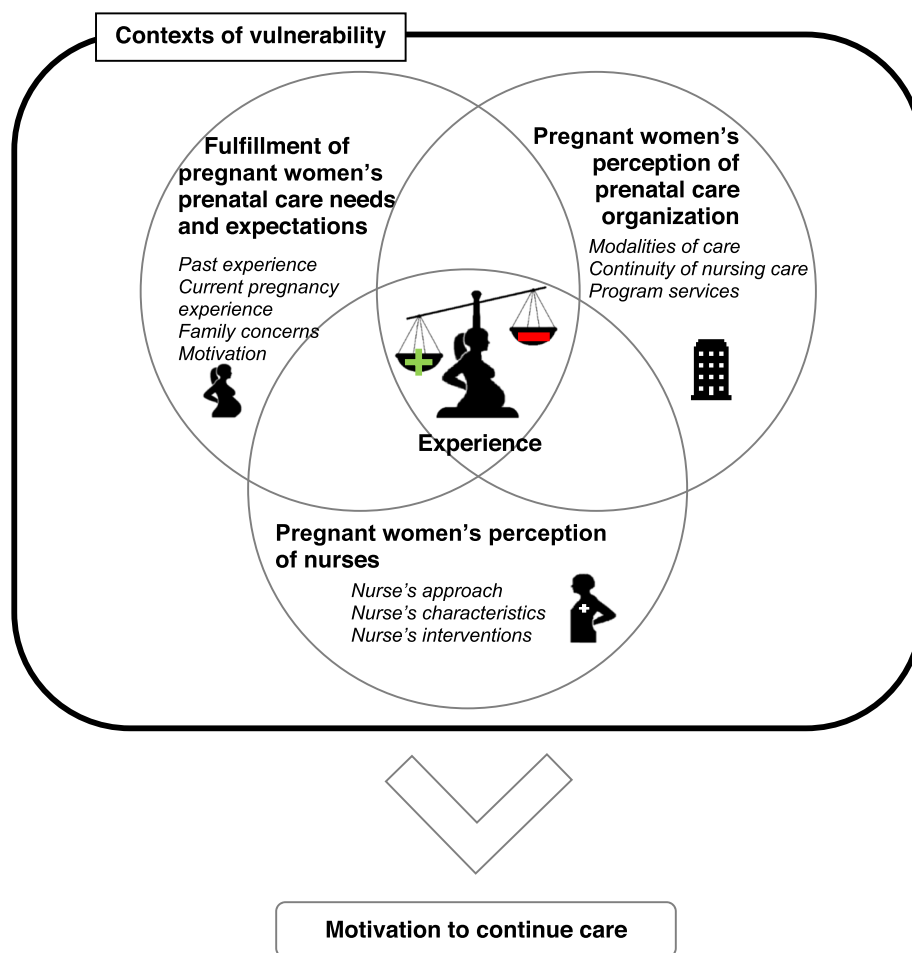 Contexts of vulnerability
Fulfillment of
pregnant women’s
prenatal care needs
and expectations
Past experience
Current pregnancy
experience
Family concerns
Motivation
Pregnant women’s
perception of
prenatal care
organization
Modalities of care
Continuity of nursing care
Program services
Experience
Pregnant women’s perception
of nurses
Nurse’s approach
Nurse’s characteristics
Nurse’s interventions
Motivation to continue care